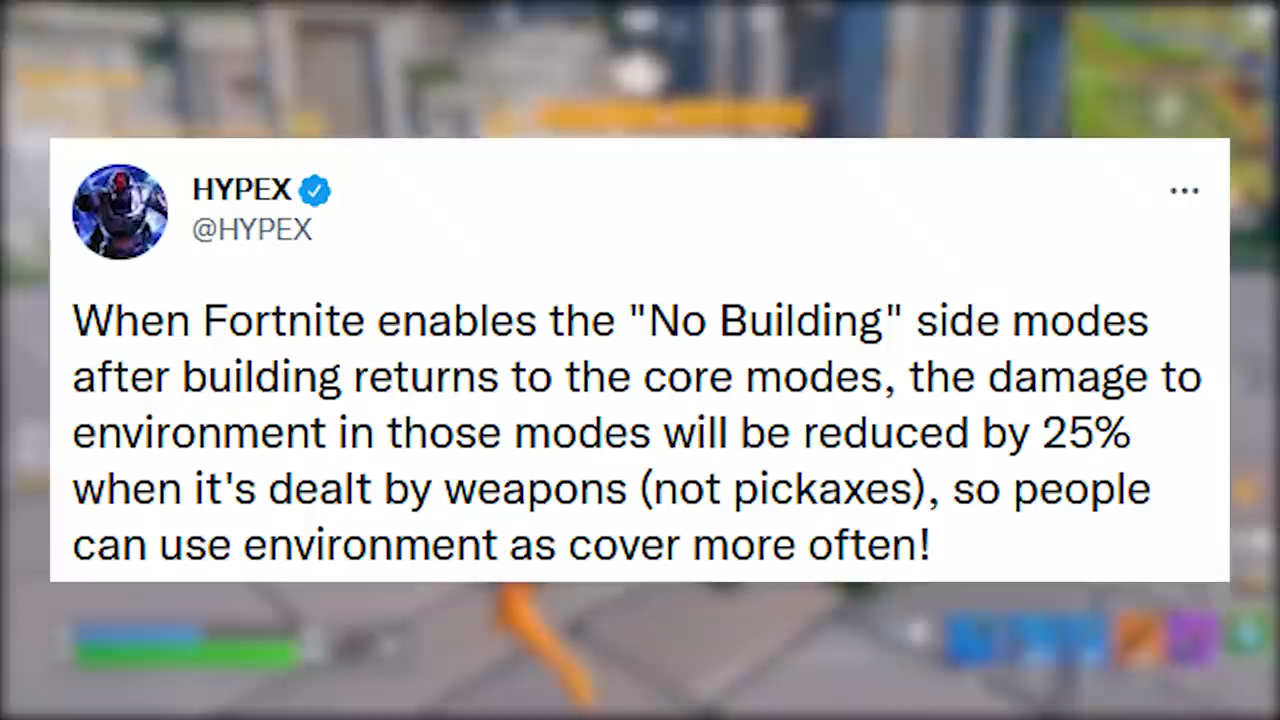 HYPEX
@HYPEX
When Fortnite enables the "No Building" side modes
after building returns to the core modes, the damage to
environment in those modes will be reduced by 25%
when it's dealt by weapons (not pickaxes), so people
can use environment as cover more often!